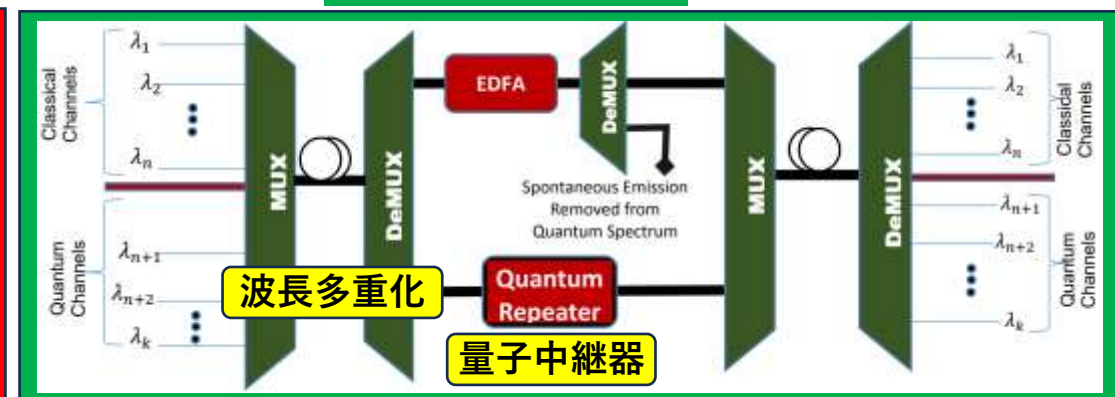 Classical
Channels
λ1
λ2
λn
MUX
DeMUX
EDFA
DeMUX
Spontaneous Emission
Removed from
Quantum Spectrum
MUX
DeMUX
λ1
λ2
λn
Classical
Channels
Quantum
Channels
λn+1
λn+2
λk
波長多重化
Quantum
Repeater
量子中継器
λn+1
λn+2
λk
Quantum
Channels